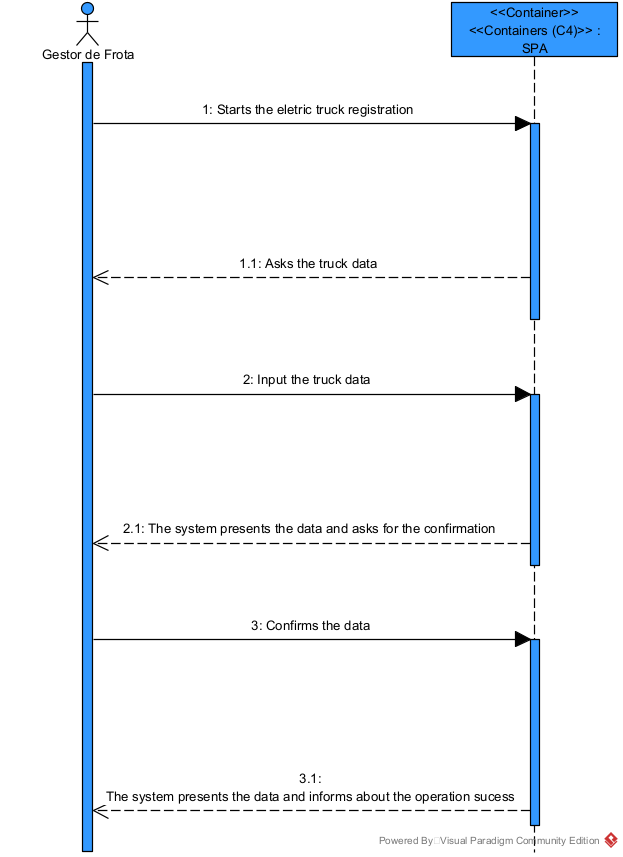 <<Container>>
<<Containers (C4)>> :
SPA
Gestor de Frota
1: Starts the eletric truck registration
1.1: Asks the truck data
2: Input the truck data
2.1: The system presents the data and asks for the confirmation
3: Confirms the data
3.1:
The system presents the data and informs about the operation sucess
Powered By Visual Paradigm Community Edition